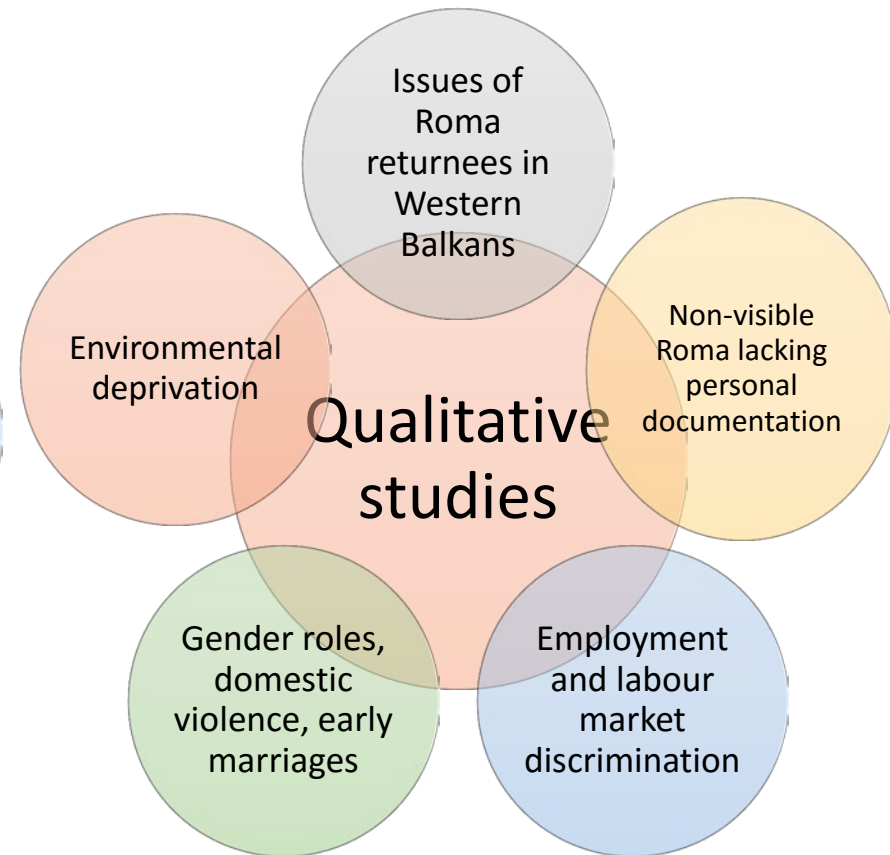 Issues of
Roma
returnees in
Western
Balkans
Non-visible
Roma lacking
personal
documentation
Environmental
deprivation
Qualitative
studies
Gender roles,
domestic
violence, early
marriages
Employment
and labour
market
discrimination